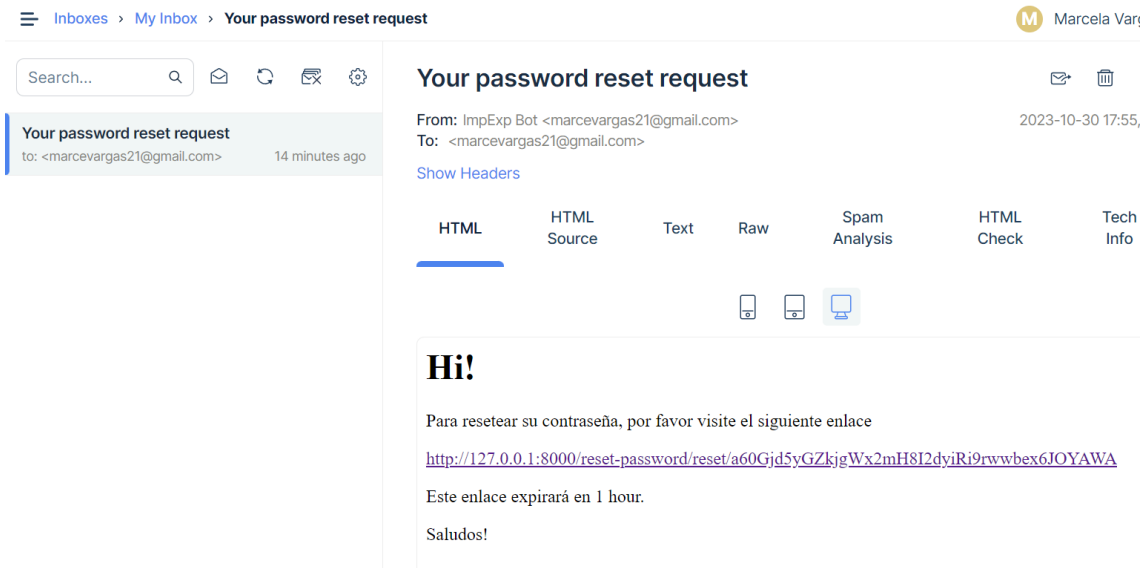 Inboxes › My Inbox › Your password reset request
M Marcela Varg
Search...
Your password reset request
to: <marcevargas21@gmail.com> 14 minutes ago
Your password reset request
From: ImpExp Bot <marcevargas21@gmail.com> 2023-10-30 17:55,
To: <marcevargas21@gmail.com>
Show Headers
HTML
HTML Source
Text
Raw
Spam Analysis
HTML Check
Tech Info
Hi!
Para resetear su contraseña, por favor visite el siguiente enlace
http://127.0.0.1:8000/reset-password/reset/a60Gjd5yGZkjgWx2mH8I2dyiRi9rwwbex6JOYAWA
Este enlace expirará en 1 hour.
Saludos!